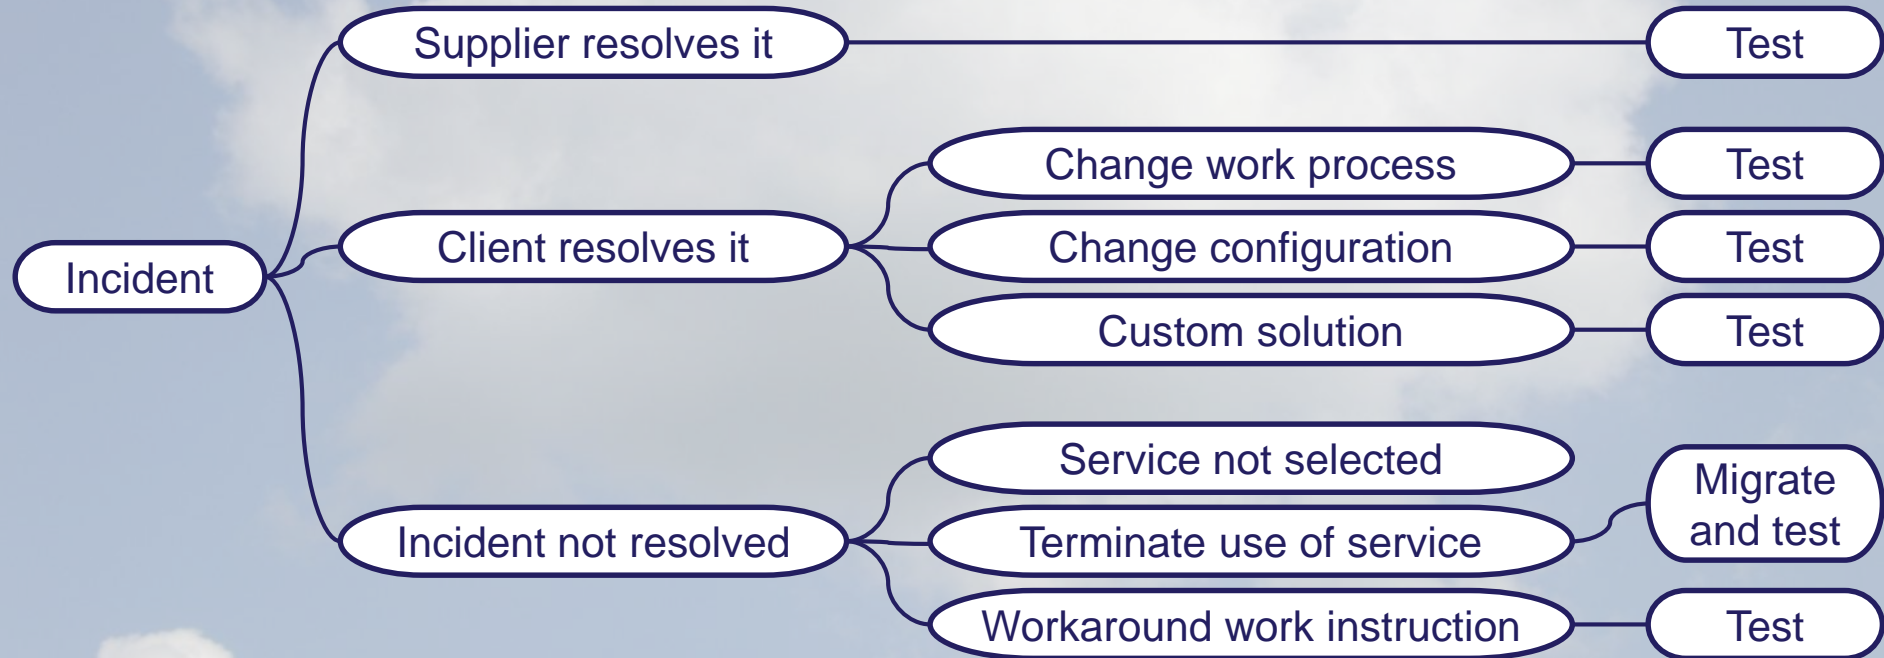 Supplier resolves it
Test
Change work process
Test
Client resolves it
Change configuration
Test
Incident
Custom solution
Test
Service not selected
Migrate
and test
Incident not resolved
Terminate use of service
Workaround work instruction
Test